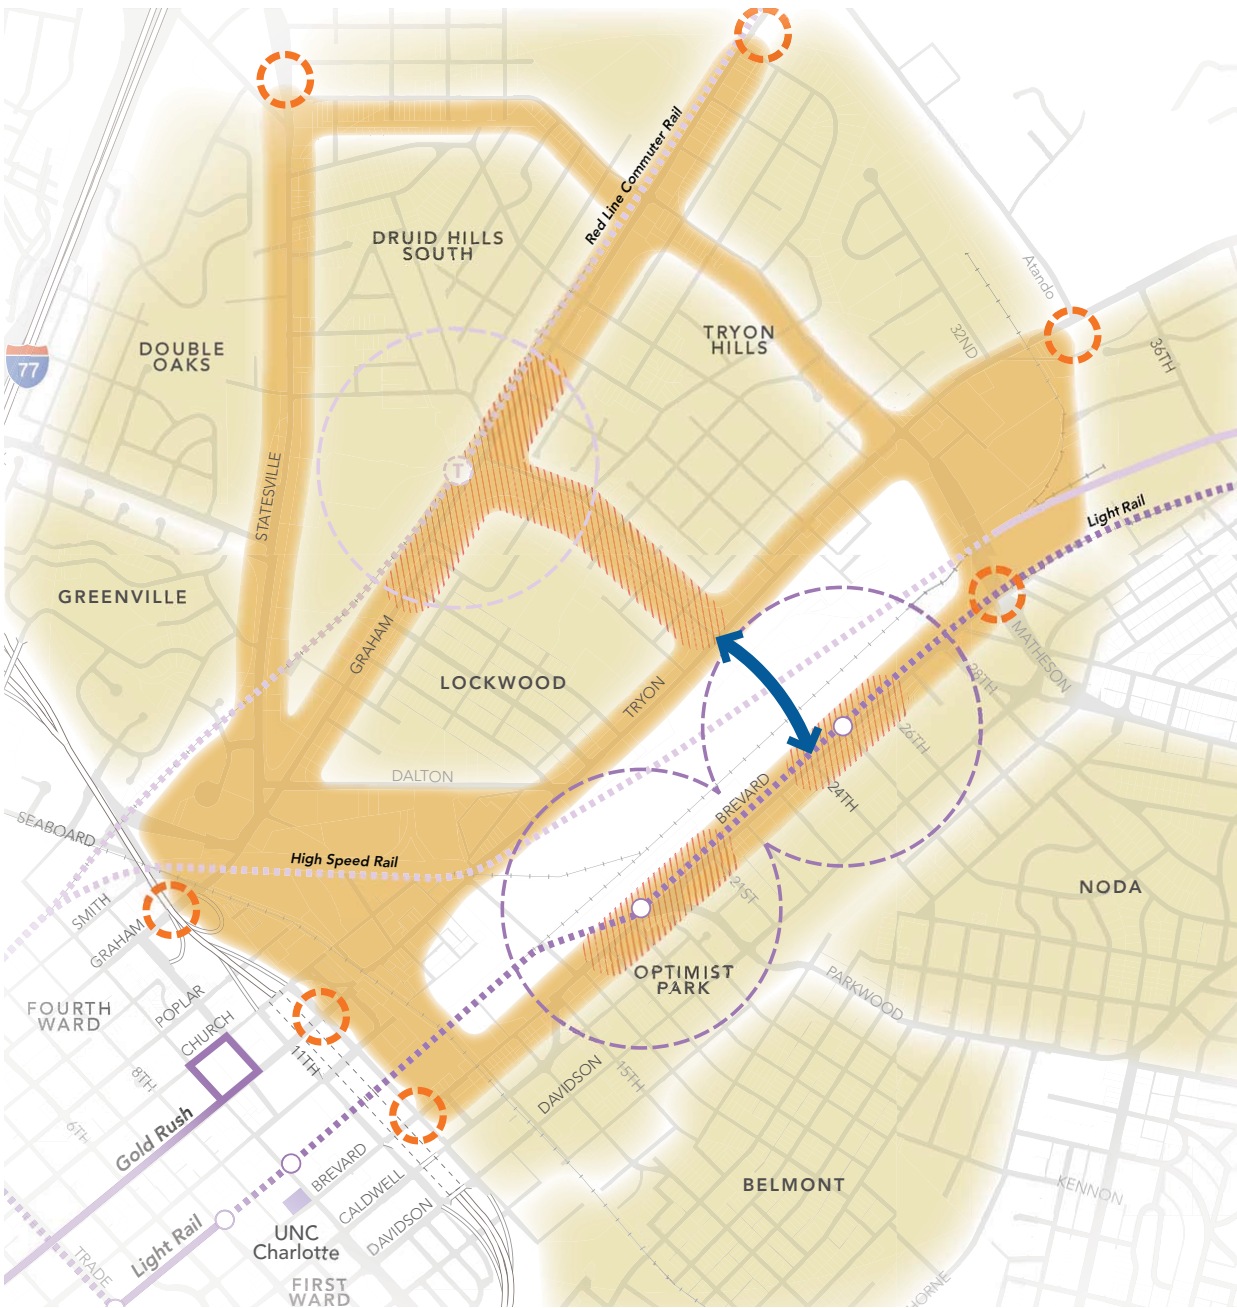 Red Line Commuter Rail
DRUID HILLS
SOUTH
Atando
32ND
36TH
TRYON
HILLS
DOUBLE
OAKS
77
T
STATESVILLE
Light Rail
GREENVILLE
GRAHAM
MATHESON
28TH
LOCKWOOD
TRYON
26TH
DALTON
BREVARD
24TH
SEABOARD
High Speed Rail
21ST
NODA
SMITH
GRAHAM
OPTIMIST
PARK
PARKWOOD
FOURTH
WARD
POPLAR
CHURCH
11TH
8TH
15TH
DAVIDSON
6TH
Gold Rush
BREVARD
CALDWELL
DAVIDSON
BELMONT
KENNON
Light Rail
UNC
Charlotte
TRADE
FIRST
WARD
HORNE